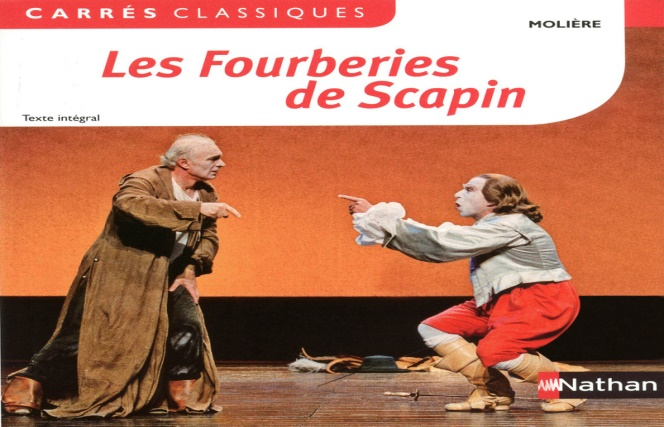 CARRÉS CLASSIQUES
MOLIÈRE
Les Fourberies
de Scapin
Texte intégral
Nathan